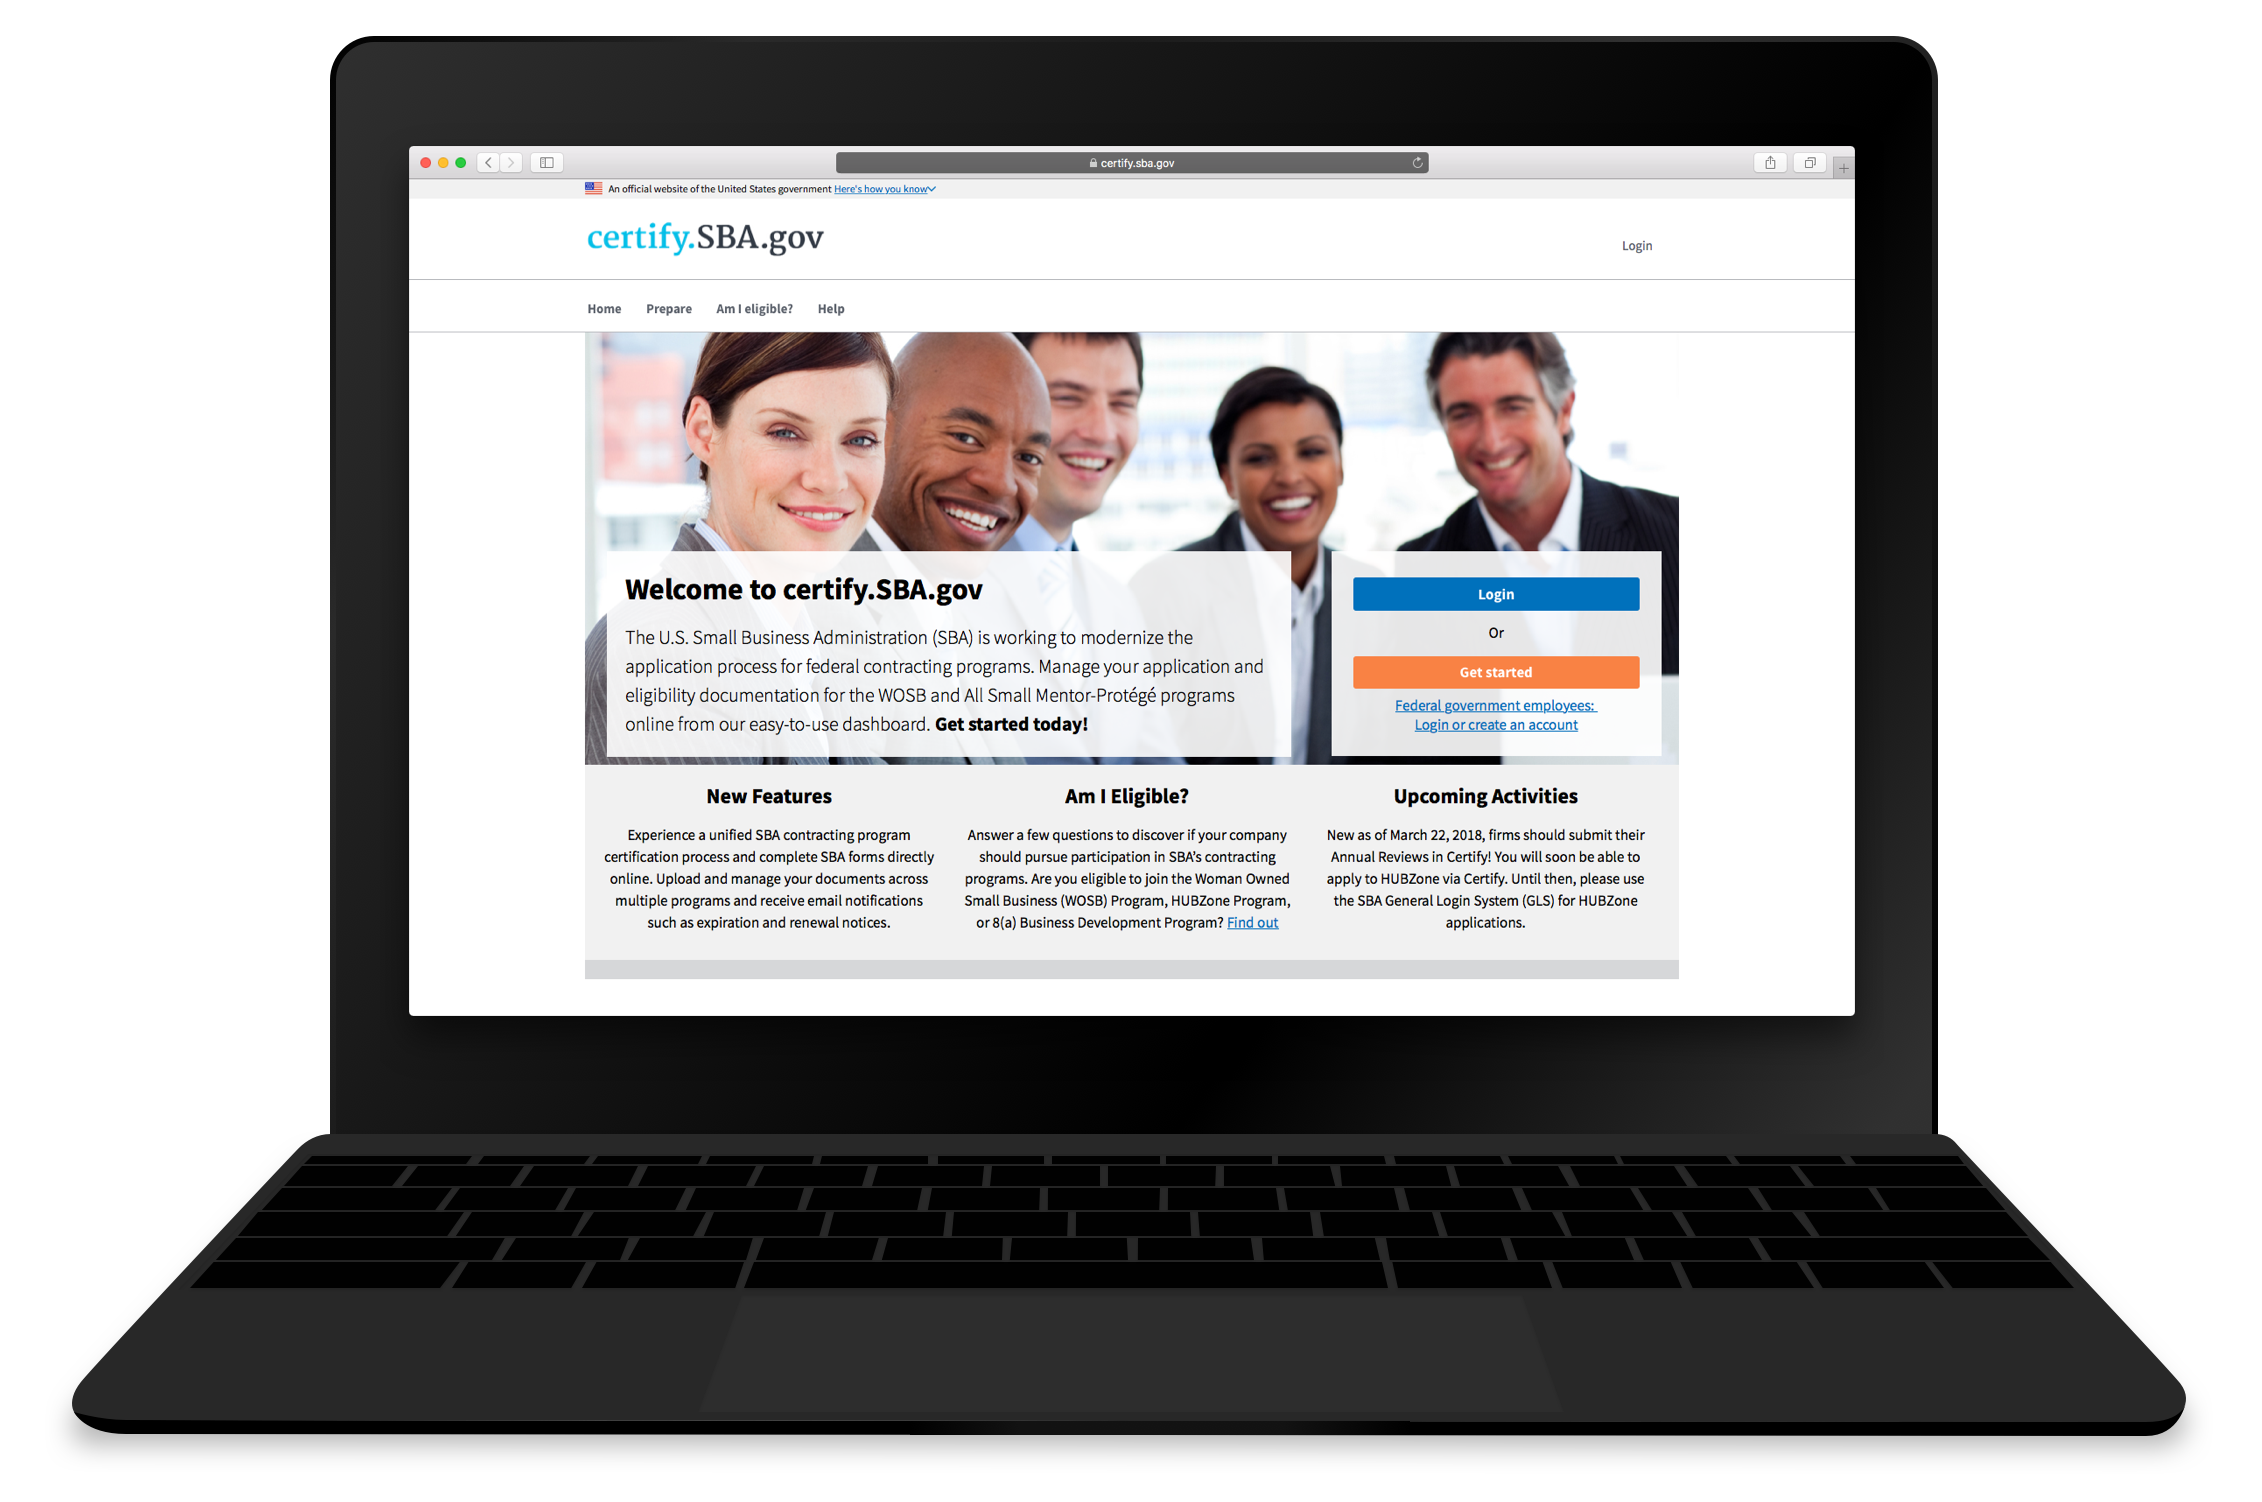 certify.sba.gov
An official website of the United States government Here's how you know
certify.SBA.gov
Login
Home Prepare Am I eligible? Help
Welcome to certify.SBA.gov
The U.S. Small Business Administration (SBA) is working to modernize the
application process for federal contracting programs. Manage your application and
eligibility documentation for the WOSB and All Small Mentor-Protégé programs
online from our easy-to-use dashboard. Get started today!
Login
Or
Get started
Federal government employees:
Login or create an account
New Features
Experience a unified SBA contracting program
certification process and complete SBA forms directly
online. Upload and manage your documents across
multiple programs and receive email notifications
such as expiration and renewal notices.
Am I Eligible?
Answer a few questions to discover if your company
should pursue participation in SBA's contracting
programs. Are you eligible to join the Woman Owned
Small Business (WOSB) Program, HUBZone Program,
or 8(a) Business Development Program? Find out
Upcoming Activities
New as of March 22, 2018, firms should submit their
Annual Reviews in Certify! You will soon be able to
apply to HUBZone via Certify. Until then, please use
the SBA General Login System (GLS) for HUBZone
applications.